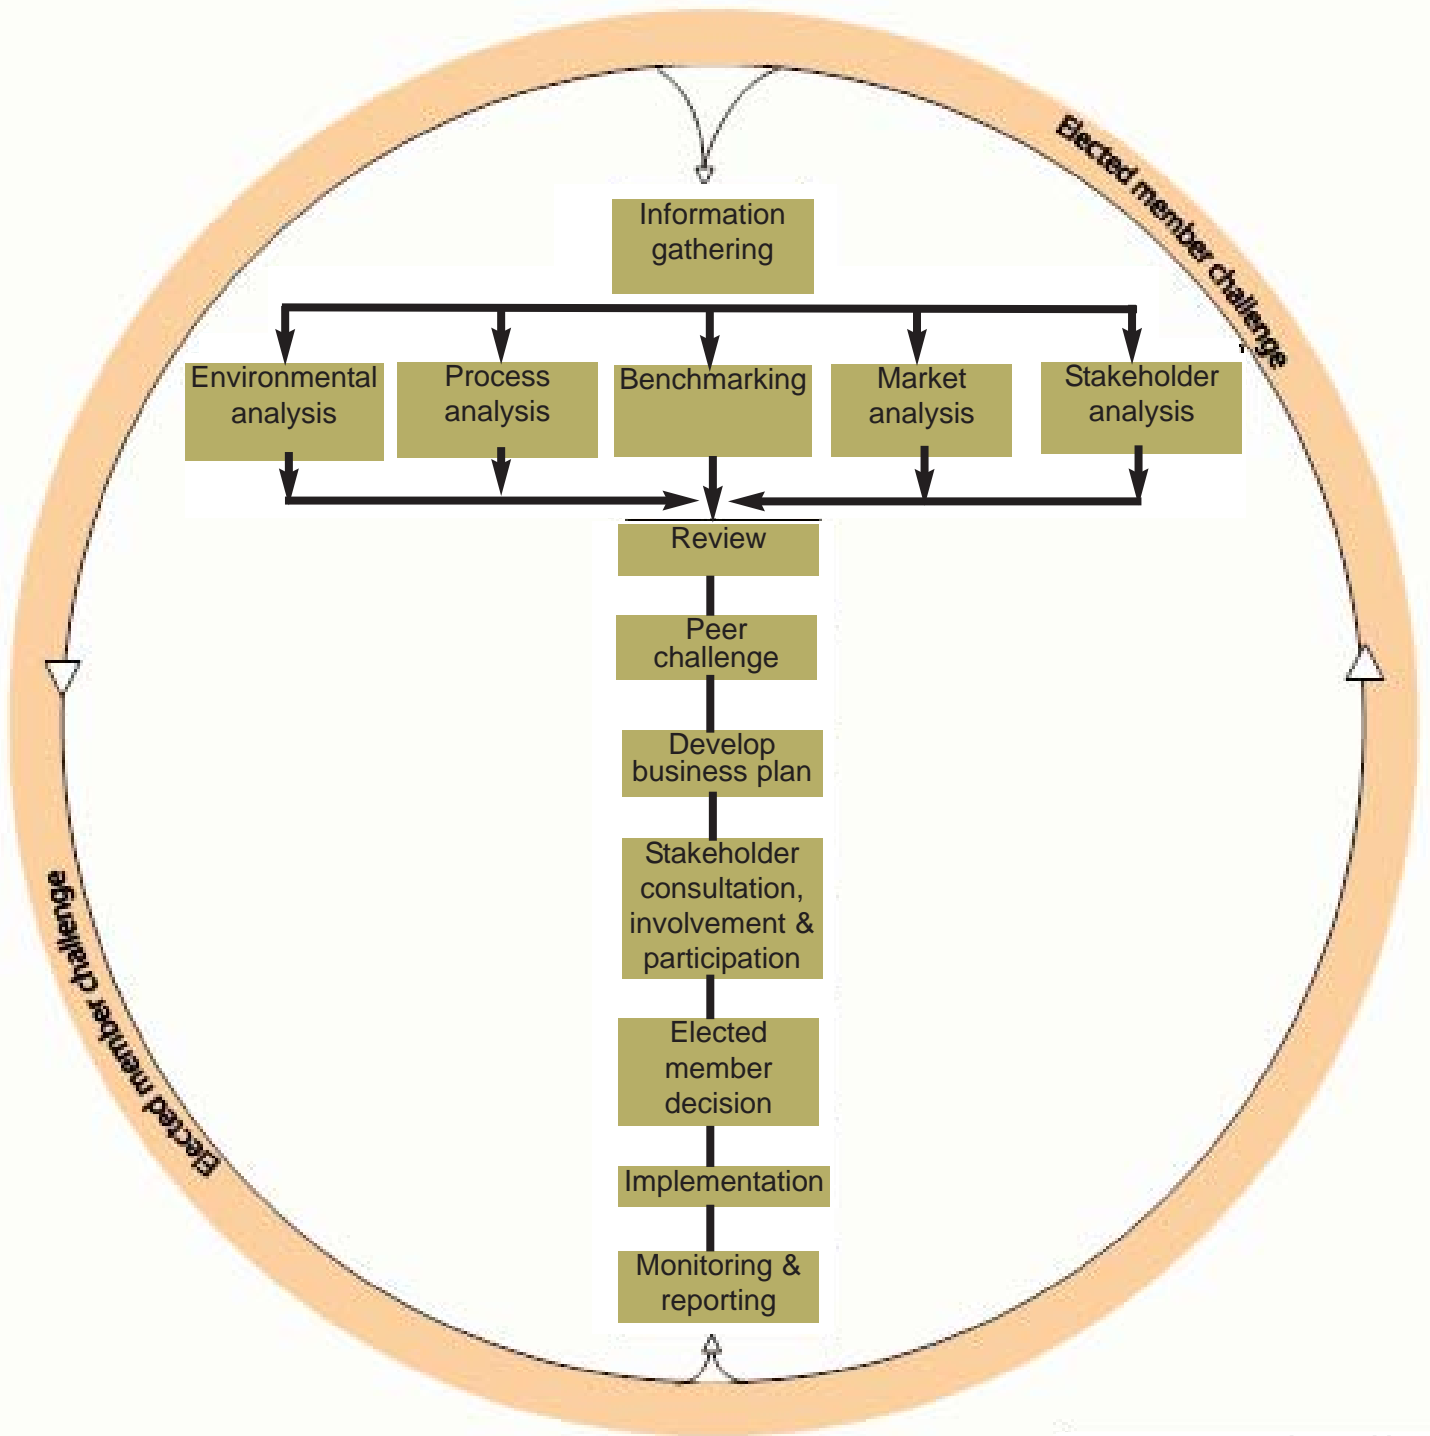 Elected member challenge
Information
gathering
Environmental
analysis
Process
analysis
Benchmarking
Market
analysis
Stakeholder
analysis
Review
Peer
challenge
Develop
business plan
Stakeholder
consultation,
involvement &
participation
Elected
member
decision
Implementation
Monitoring &
reporting
Elected member challenge